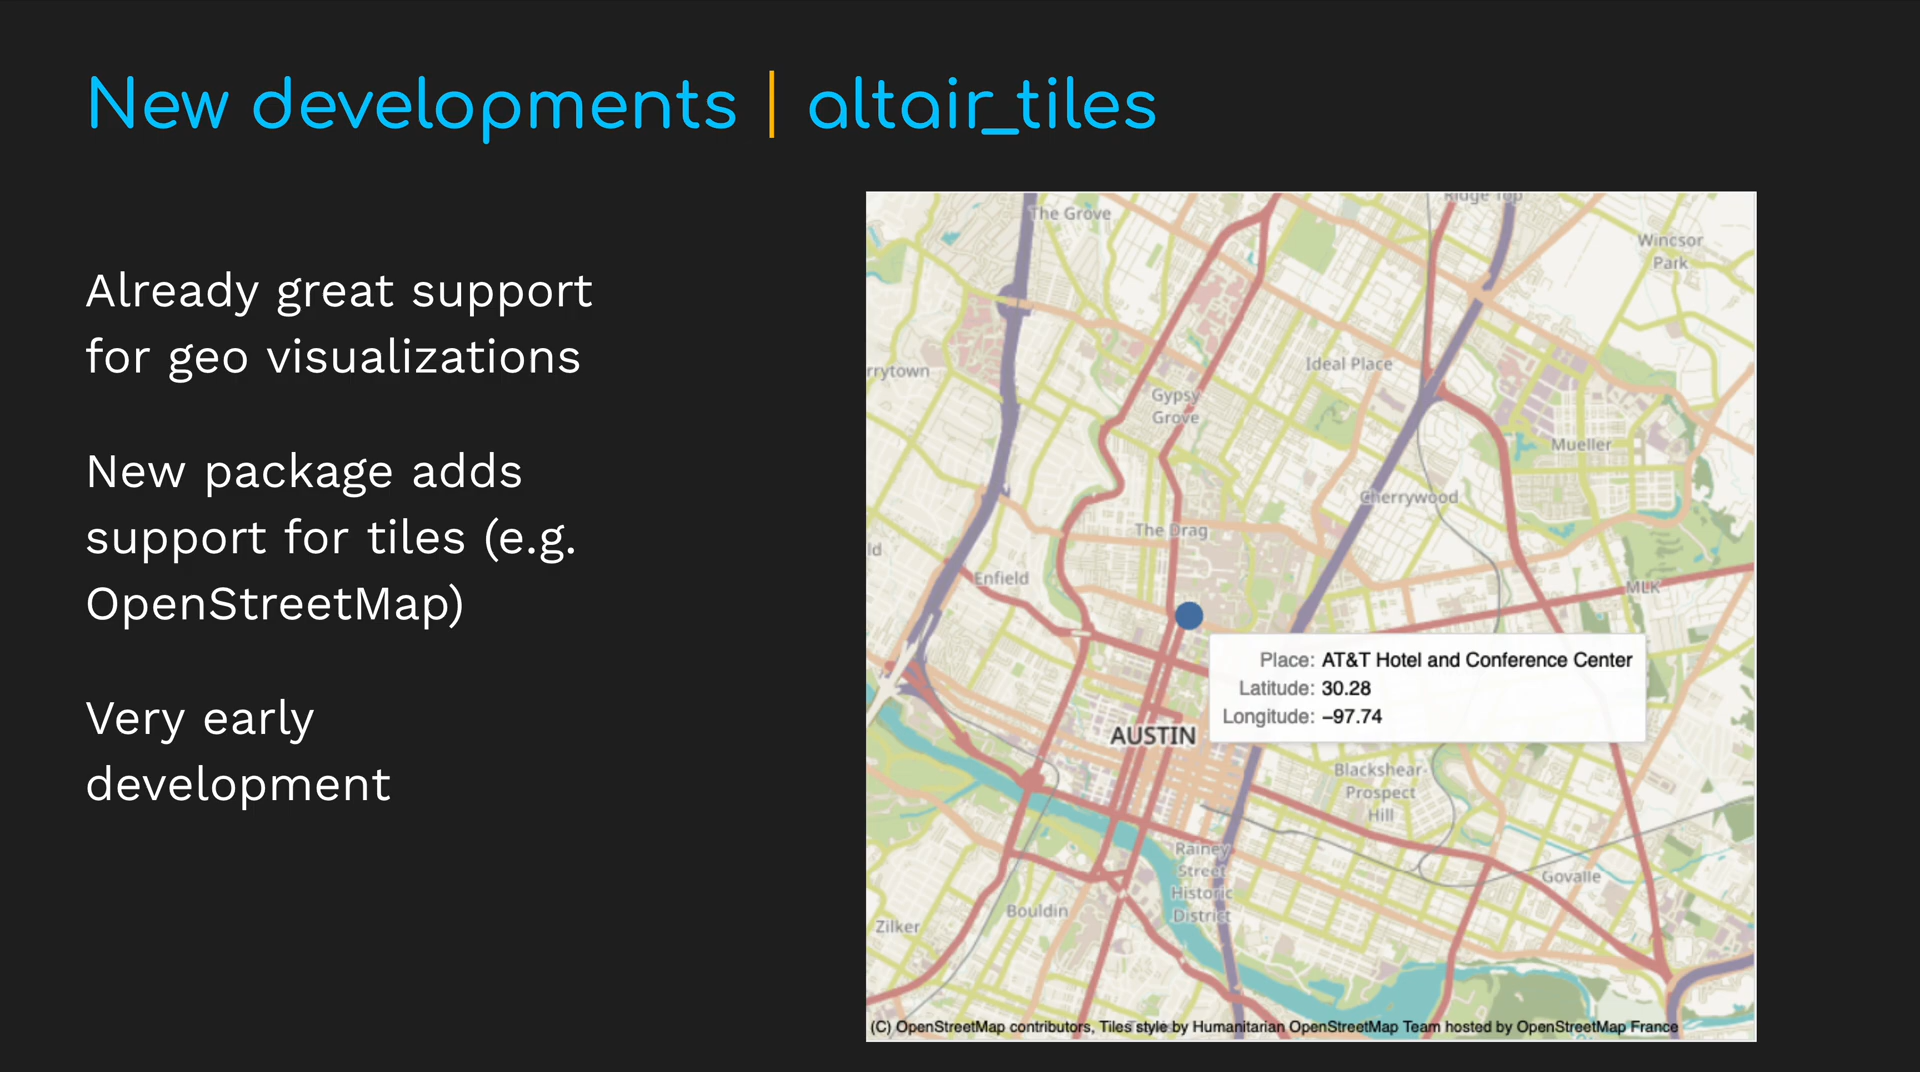 New developments | altair_tiles
Already great support
for geo visualizations
New package adds
support for tiles (e.g.
OpenStreetMap)
Very early
development
The Grove
Ridge Top
Wincsor
Park
rrytown
Ideal Place
Gypsy
Grove
Mueller
Cherrywood
The Drag
ld
Enfield
MLK
Place: AT&T Hotel and Conference Center
Latitude: 30.28
Longitude: −97.74
AUSTIN
Blackshear-
Prospect
Hill
Rainey
Street
Historic
District
Govalle
Bouldin
Zilker
(C) OpenStreetMap contributors, Tiles style by Humanitarian OpenStreetMap Team hosted by OpenStreetMap France